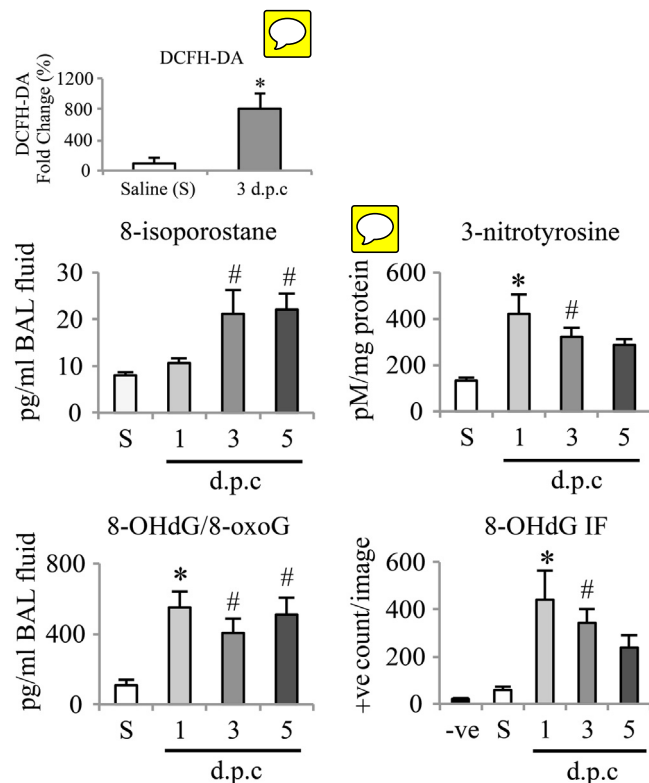 DCFH-DA
DCFH-DA
Fold Change (%)
1200
800
400
0
*
Saline (S)
3 d.p.c
8-isoporostane
pg/ml BAL fluid
30
20
10
0
#
#
S
1
3
5
d.p.c
3-nitrotyrosine
pM/mg protein
600
400
200
0
*
#
S
1
3
5
d.p.c
8-OHdG/8-oxoG
pg/ml BAL fluid
800
400
0
*
#
#
S
1
3
5
d.p.c
8-OHdG IF
+ve count/image
600
400
200
0
*
#
-ve
S
1
3
5
d.p.c